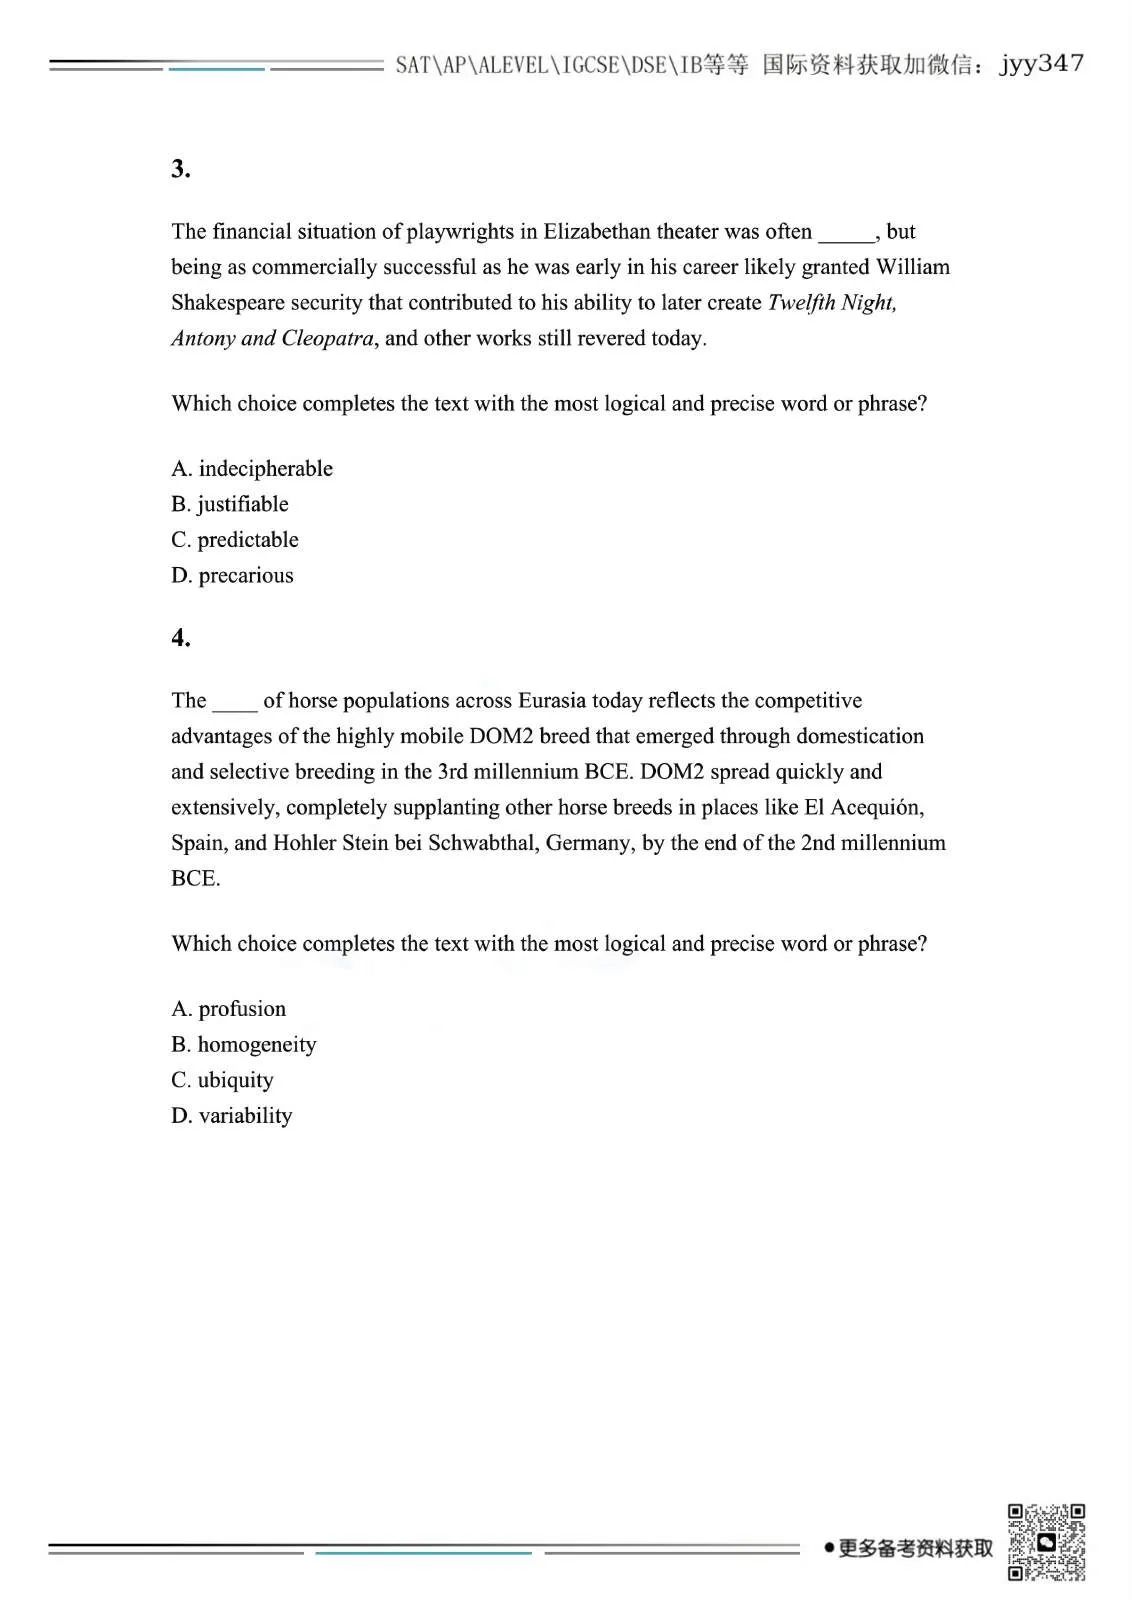 SAT\AP\ALEVEL\IGCSE\DSE\IB等等 国际资料获取加微信：jyy347
3.
The financial situation of playwrights in Elizabethan theater was often _____, but
being as commercially successful as he was early in his career likely granted William
Shakespeare security that contributed to his ability to later create Twelfth Night,
Antony and Cleopatra, and other works still revered today.
Which choice completes the text with the most logical and precise word or phrase?
A. indecipherable
B. justifiable
C. predictable
D. precarious
4.
The ____ of horse populations across Eurasia today reflects the competitive
advantages of the highly mobile DOM2 breed that emerged through domestication
and selective breeding in the 3rd millennium BCE. DOM2 spread quickly and
extensively, completely supplanting other horse breeds in places like El Acequión,
Spain, and Hohler Stein bei Schwabthal, Germany, by the end of the 2nd millennium
BCE.
Which choice completes the text with the most logical and precise word or phrase?
A. profusion
B. homogeneity
C. ubiquity
D. variability
●更多备考资料获取